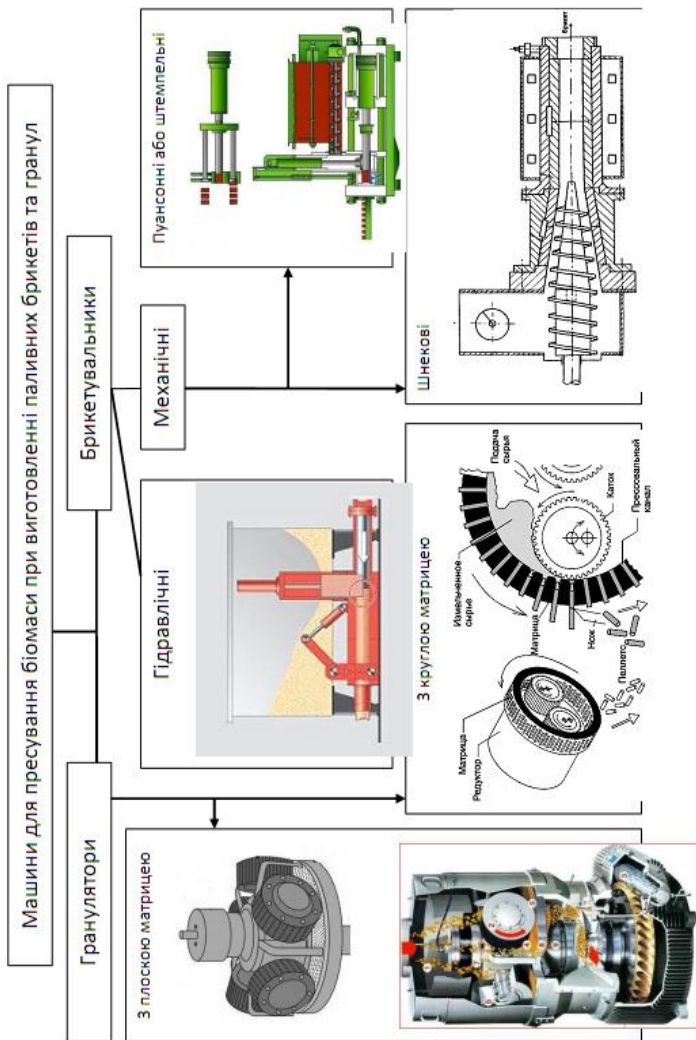 Машини для пресування біомаси при виготовленні паливних брикетів та гранул
Гранулятори
Брикетувальники
З плоскою матрицею
Гідравлічні
Механічні
Пуансонні або штемпельні
З круглою матрицею
Матрица
Редуктор
Измельченное
сырье
Подача
сырья
Матрица
Нож
Пеллетс
Каток
Прессовальный
канал
Шнекові
Брикет